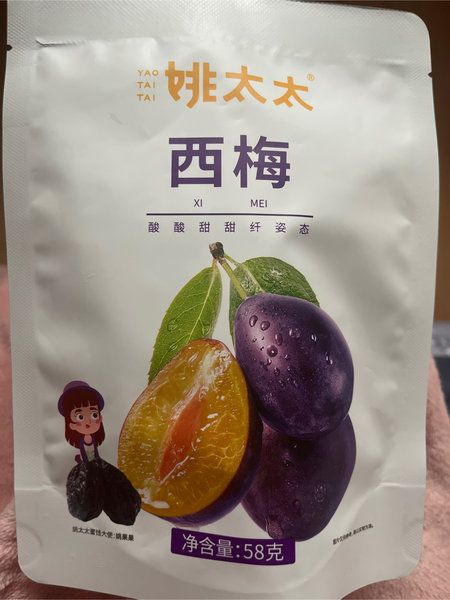 YAO
TAI
TAI
姚太太®
西梅
XI MEI
酸酸甜甜纤姿态
姚太太蜜饯大使:姚果果
净含量:58克